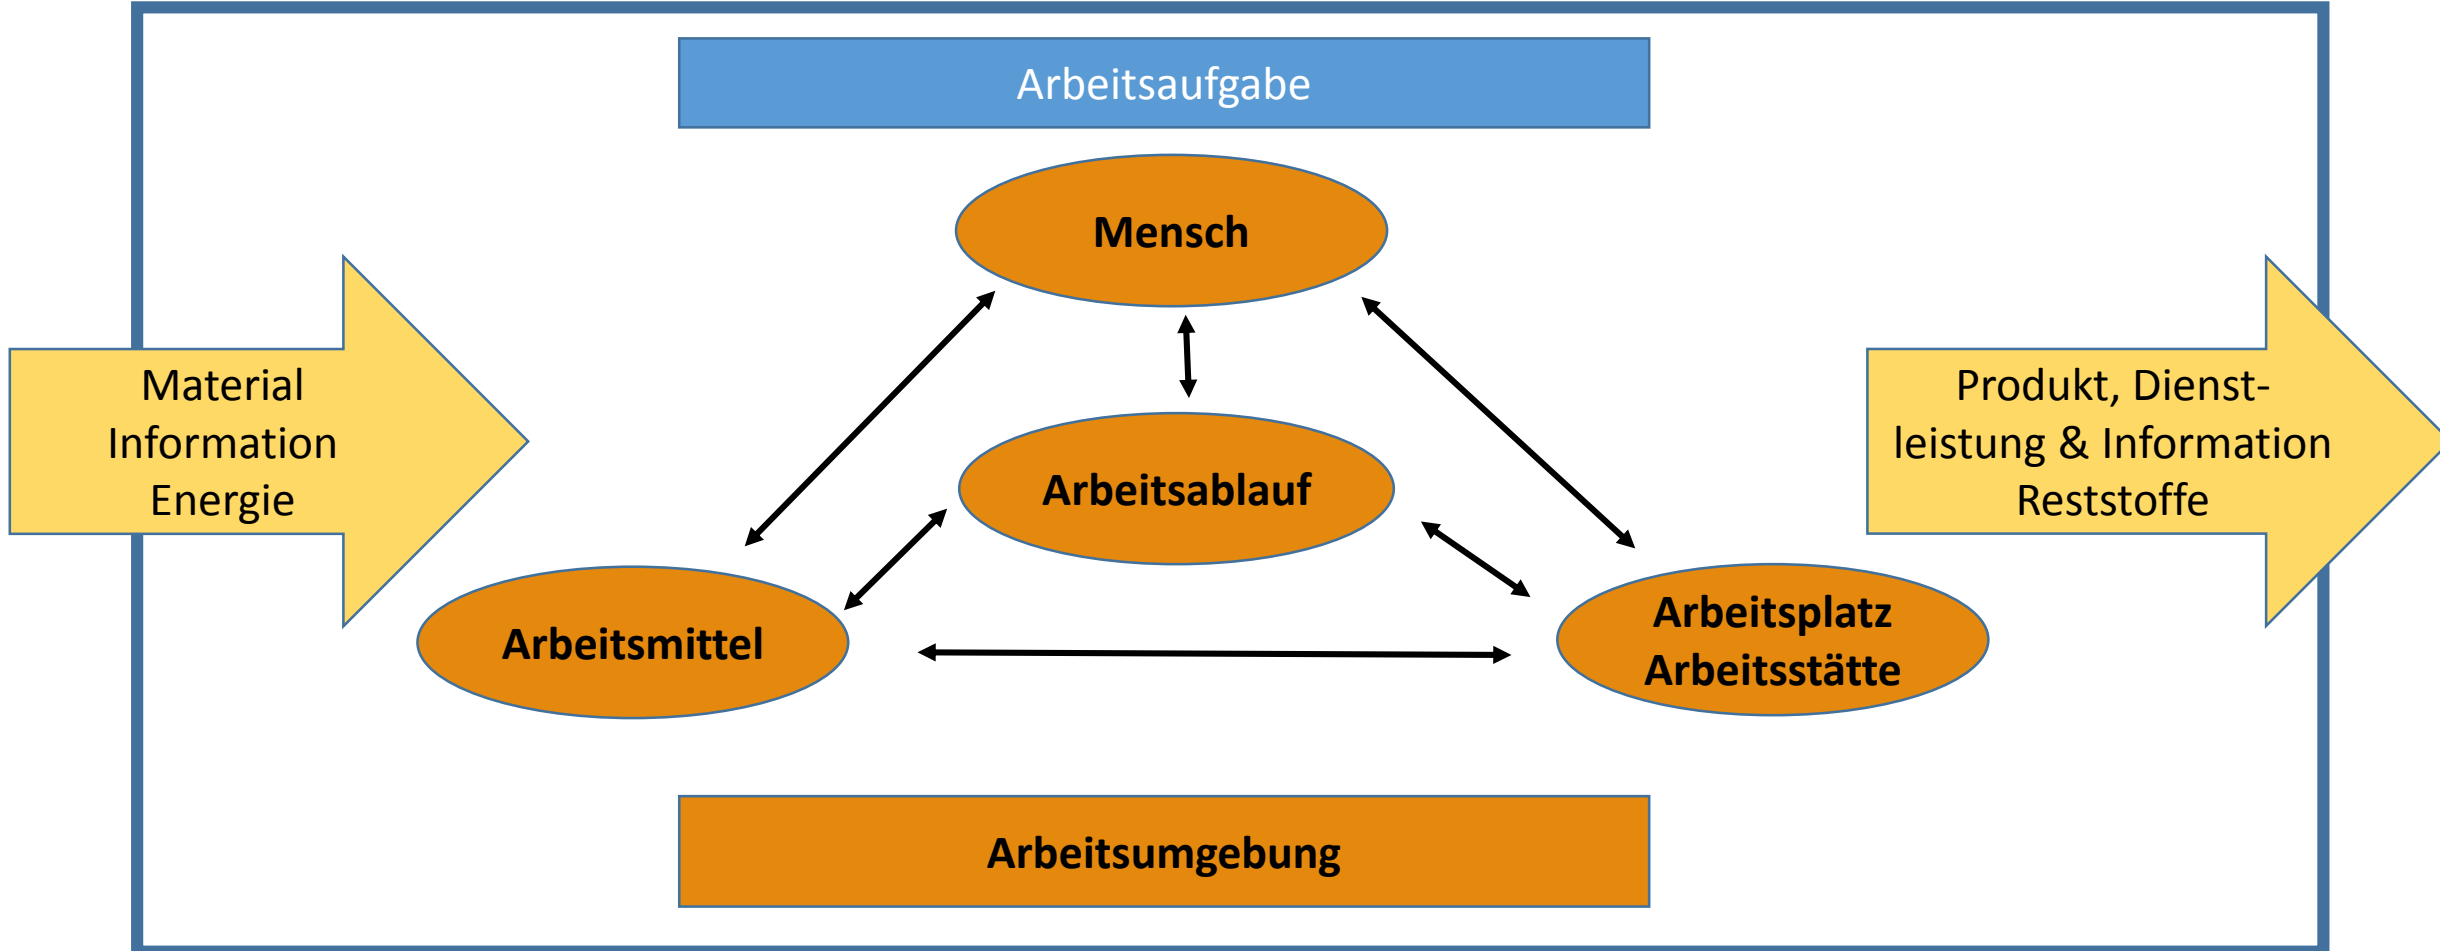 Arbeitsaufgabe
Mensch
Material
Information
Energie
Produkt, Dienst-
leistung & Information
Reststoffe
Arbeitsablauf
Arbeitsmittel
Arbeitsplatz
Arbeitsstätte
Arbeitsumgebung